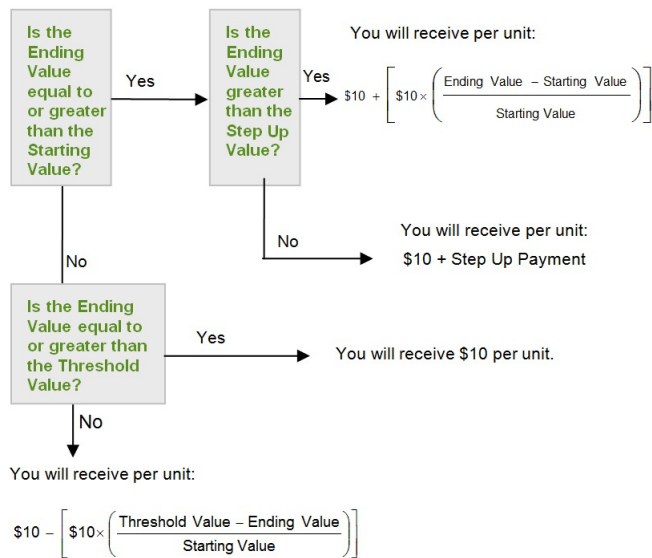 Is the
Ending
Value
equal to
or greater
than the
Starting
Value?
Yes
Is the
Ending
Value
greater
than the
Step Up
Value?
Yes
You will receive per unit:
$10 + [ $10 × ( Ending Value – Starting Value
Starting Value ) ]
No
You will receive per unit:
$10 + Step Up Payment
No
Is the Ending
Value equal to
or greater than
the Threshold
Value?
Yes
You will receive $10 per unit.
No
You will receive per unit:
$10 – [ $10× ( Threshold Value – Ending Value
Starting Value ) ]